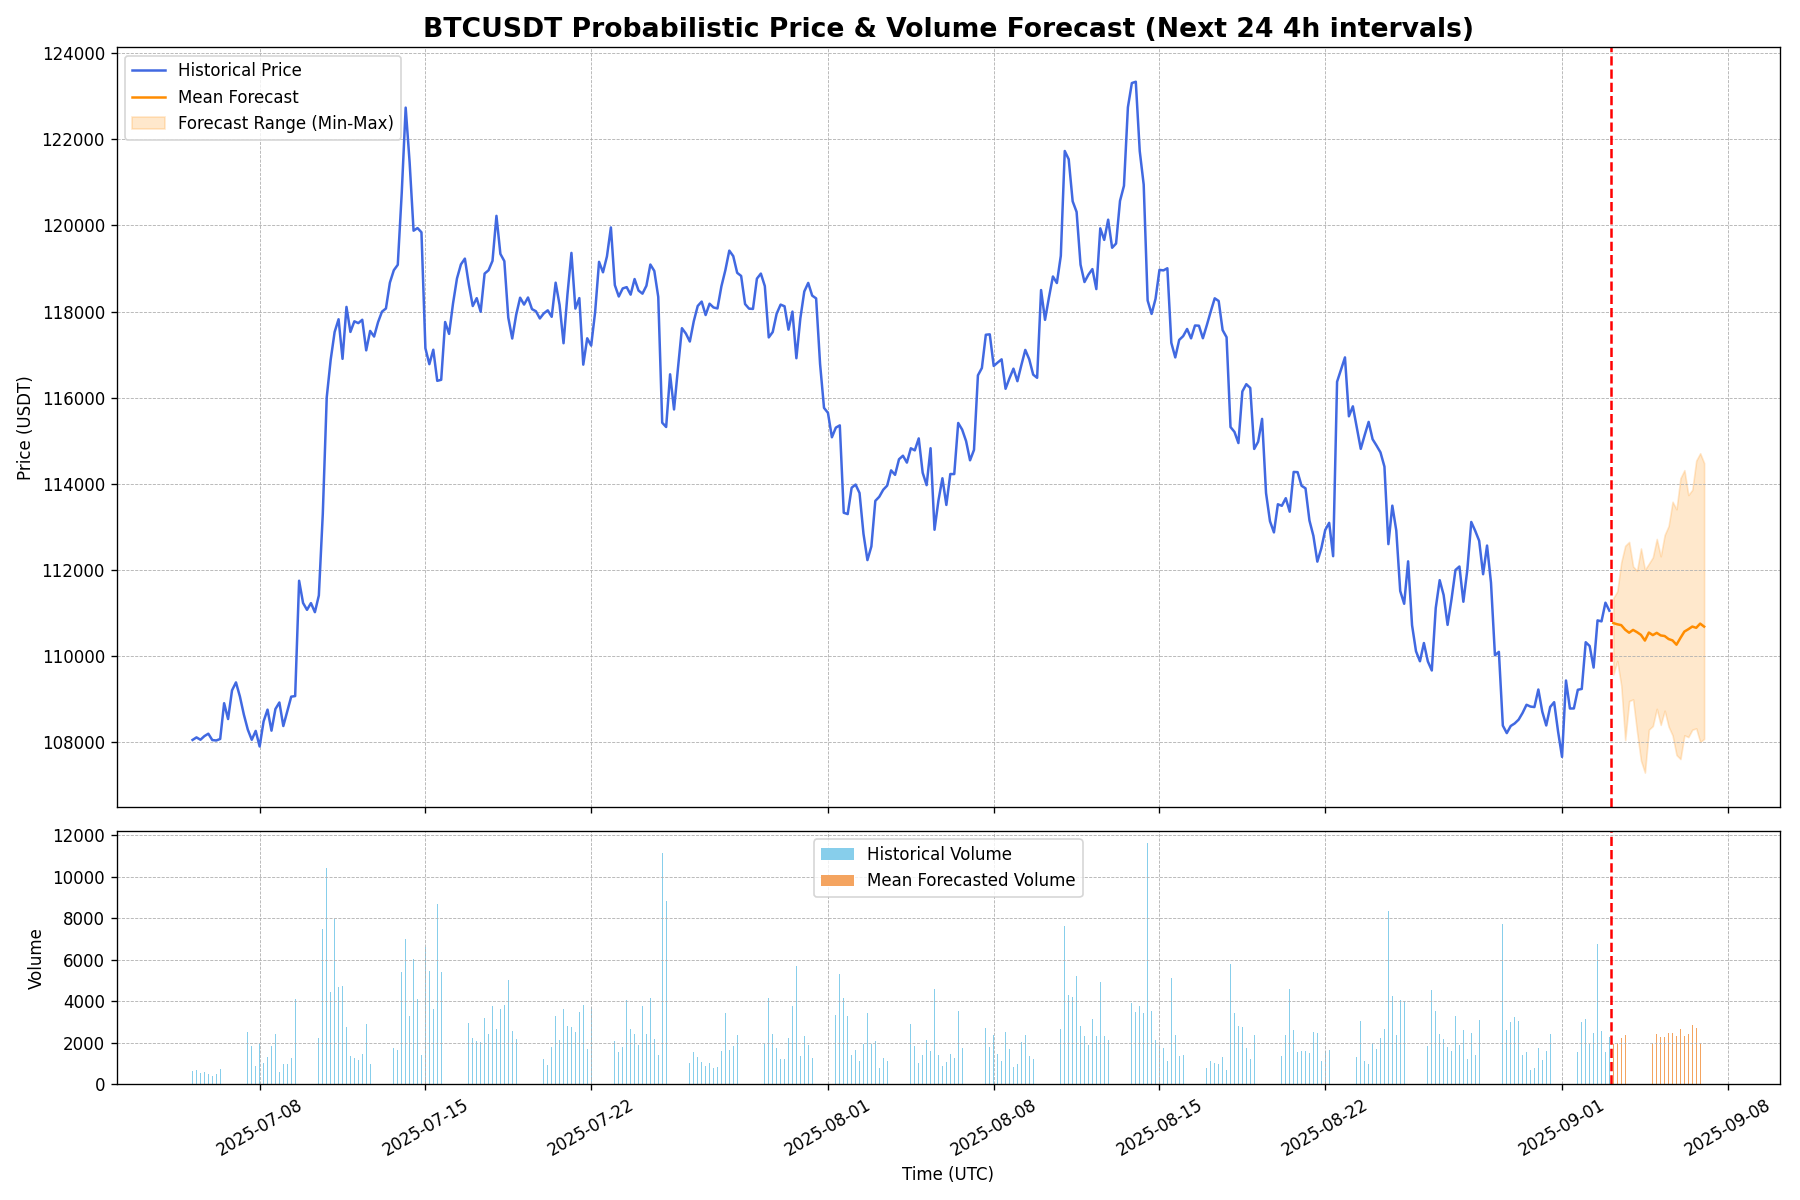 BTCUSDT Probabilistic Price & Volume Forecast (Next 24 4h intervals)
124000
122000
120000
118000
116000
114000
112000
110000
108000
Price (USDT)
Historical Price
Mean Forecast
Forecast Range (Min-Max)
12000
10000
8000
6000
4000
2000
0
Volume
Historical Volume
Mean Forecasted Volume
2025-07-08
2025-07-15
2025-07-22
2025-08-01
2025-08-08
2025-08-15
2025-08-22
2025-09-01
2025-09-08
Time (UTC)